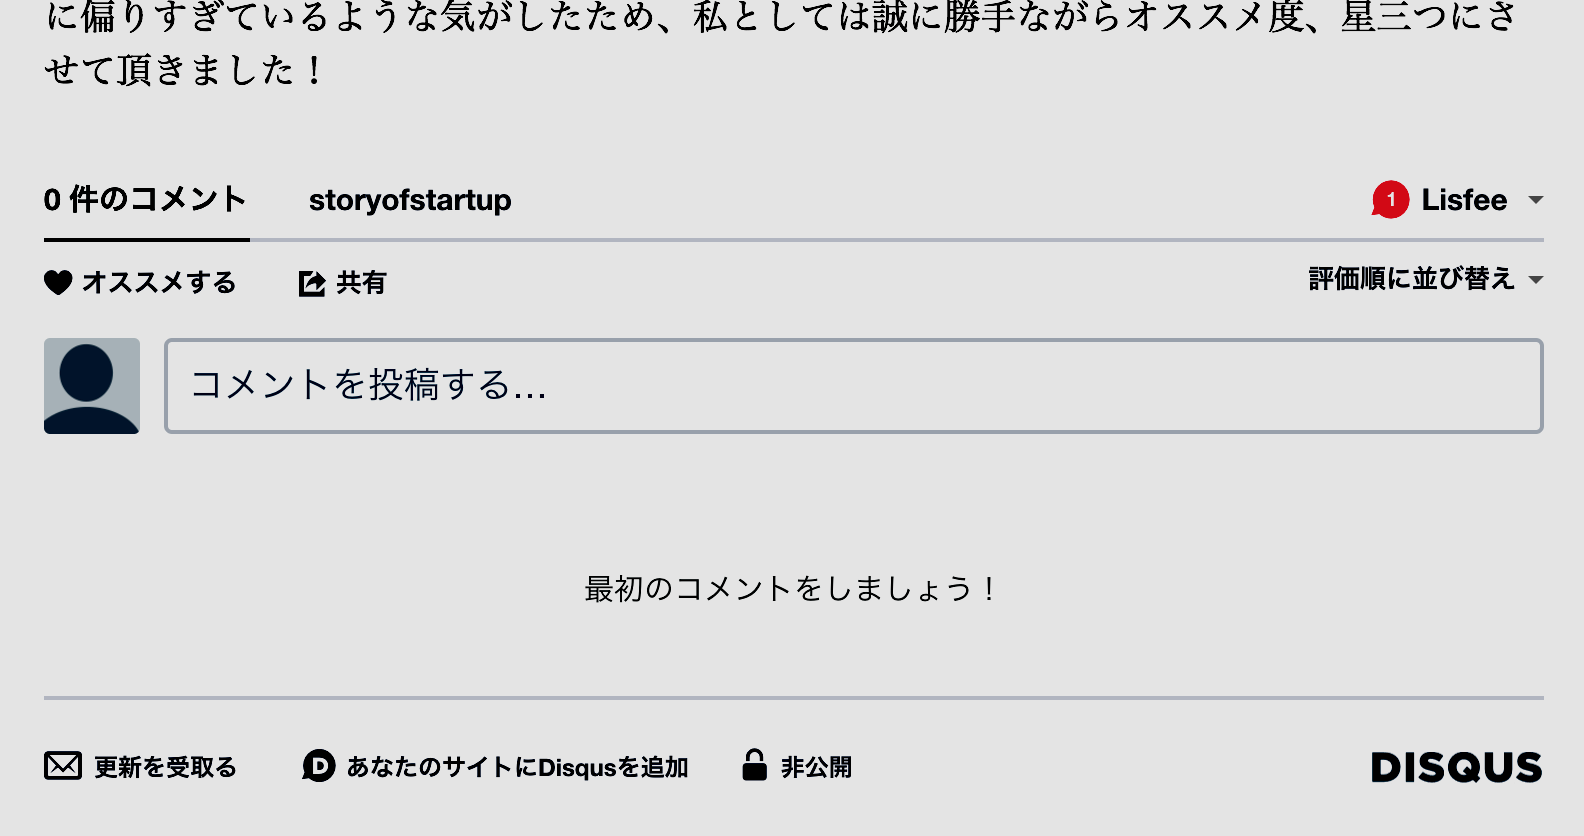 に偏りすぎているような気がしたため、私としては誠に勝手ながらオススメ度、星三つにさ
せて頂きました！
0 件のコメント storyofstartup 1 Lisfee
オススメする 共有 評価順に並び替え
コメントを投稿する...
最初のコメントをしましょう！
更新を受取る あなたのサイトにDisqusを追加 非公開 DISQUS